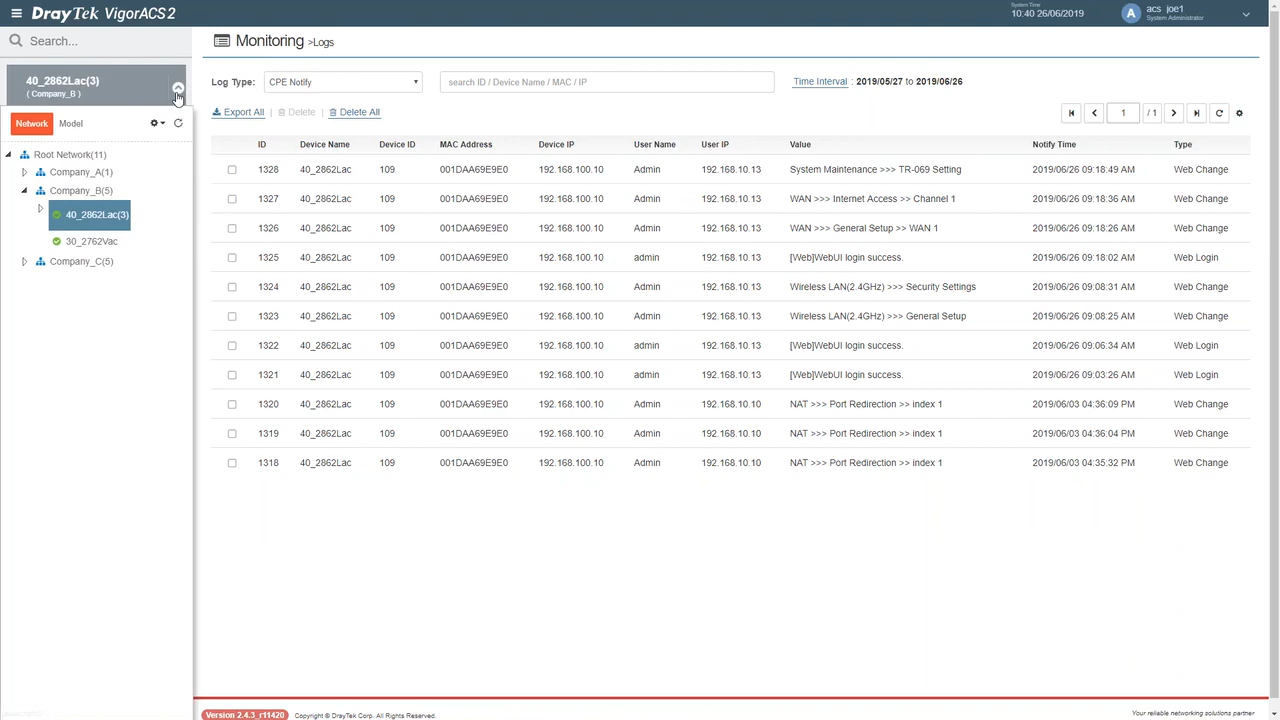 DrayTek VigorACS 2
System Time
10:40 26/06/2019
A
acs_joe1
System Administrator
Search...
40_2862Lac(3)
( Company_B )
Network Model
Root Network(11)
Company_A(1)
Company_B(5)
40_2862Lac(3)
30_2762Vac
Company_C(5)
Monitoring >Logs
Log Type: CPE Notify search ID / Device Name / MAC / IP Time Interval : 2019/05/27 to 2019/06/26
Export All | Delete | Delete All 1 / 1
ID Device Name Device ID MAC Address Device IP User Name User IP Value Notify Time Type
1328 40_2862Lac 109 001DAA69E9E0 192.168.100.10 Admin 192.168.10.13 System Maintenance >>> TR-069 Setting 2019/06/26 09:18:49 AM Web Change
1327 40_2862Lac 109 001DAA69E9E0 192.168.100.10 Admin 192.168.10.13 WAN >>> Internet Access >> Channel 1 2019/06/26 09:18:36 AM Web Change
1326 40_2862Lac 109 001DAA69E9E0 192.168.100.10 Admin 192.168.10.13 WAN >>> General Setup >> WAN 1 2019/06/26 09:18:26 AM Web Change
1325 40_2862Lac 109 001DAA69E9E0 192.168.100.10 admin 192.168.10.13 [Web]WebUI login success. 2019/06/26 09:18:02 AM Web Login
1324 40_2862Lac 109 001DAA69E9E0 192.168.100.10 Admin 192.168.10.13 Wireless LAN(2.4GHz) >>> Security Settings 2019/06/26 09:08:31 AM Web Change
1323 40_2862Lac 109 001DAA69E9E0 192.168.100.10 Admin 192.168.10.13 Wireless LAN(2.4GHz) >>> General Setup 2019/06/26 09:08:25 AM Web Change
1322 40_2862Lac 109 001DAA69E9E0 192.168.100.10 admin 192.168.10.13 [Web]WebUI login success. 2019/06/26 09:06:34 AM Web Login
1321 40_2862Lac 109 001DAA69E9E0 192.168.100.10 admin 192.168.10.13 [Web]WebUI login success. 2019/06/26 09:03:26 AM Web Login
1320 40_2862Lac 109 001DAA69E9E0 192.168.100.10 Admin 192.168.10.10 NAT >>> Port Redirection >> index 1 2019/06/03 04:36:09 PM Web Change
1319 40_2862Lac 109 001DAA69E9E0 192.168.100.10 Admin 192.168.10.10 NAT >>> Port Redirection >> index 1 2019/06/03 04:36:04 PM Web Change
1318 40_2862Lac 109 001DAA69E9E0 192.168.100.10 Admin 192.168.10.10 NAT >>> Port Redirection >> index 1 2019/06/03 04:35:32 PM Web Change
Version 2.4.3_r11420 Copyright © DrayTek Corp. All Rights Reserved. Your reliable networking solutions partner